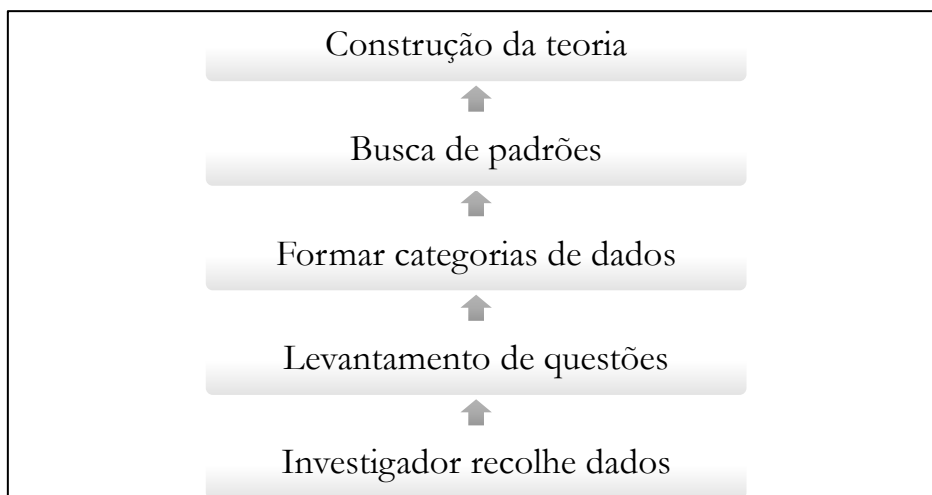 Construção da teoria
Busca de padrões
Formar categorias de dados
Levantamento de questões
Investigador recolhe dados